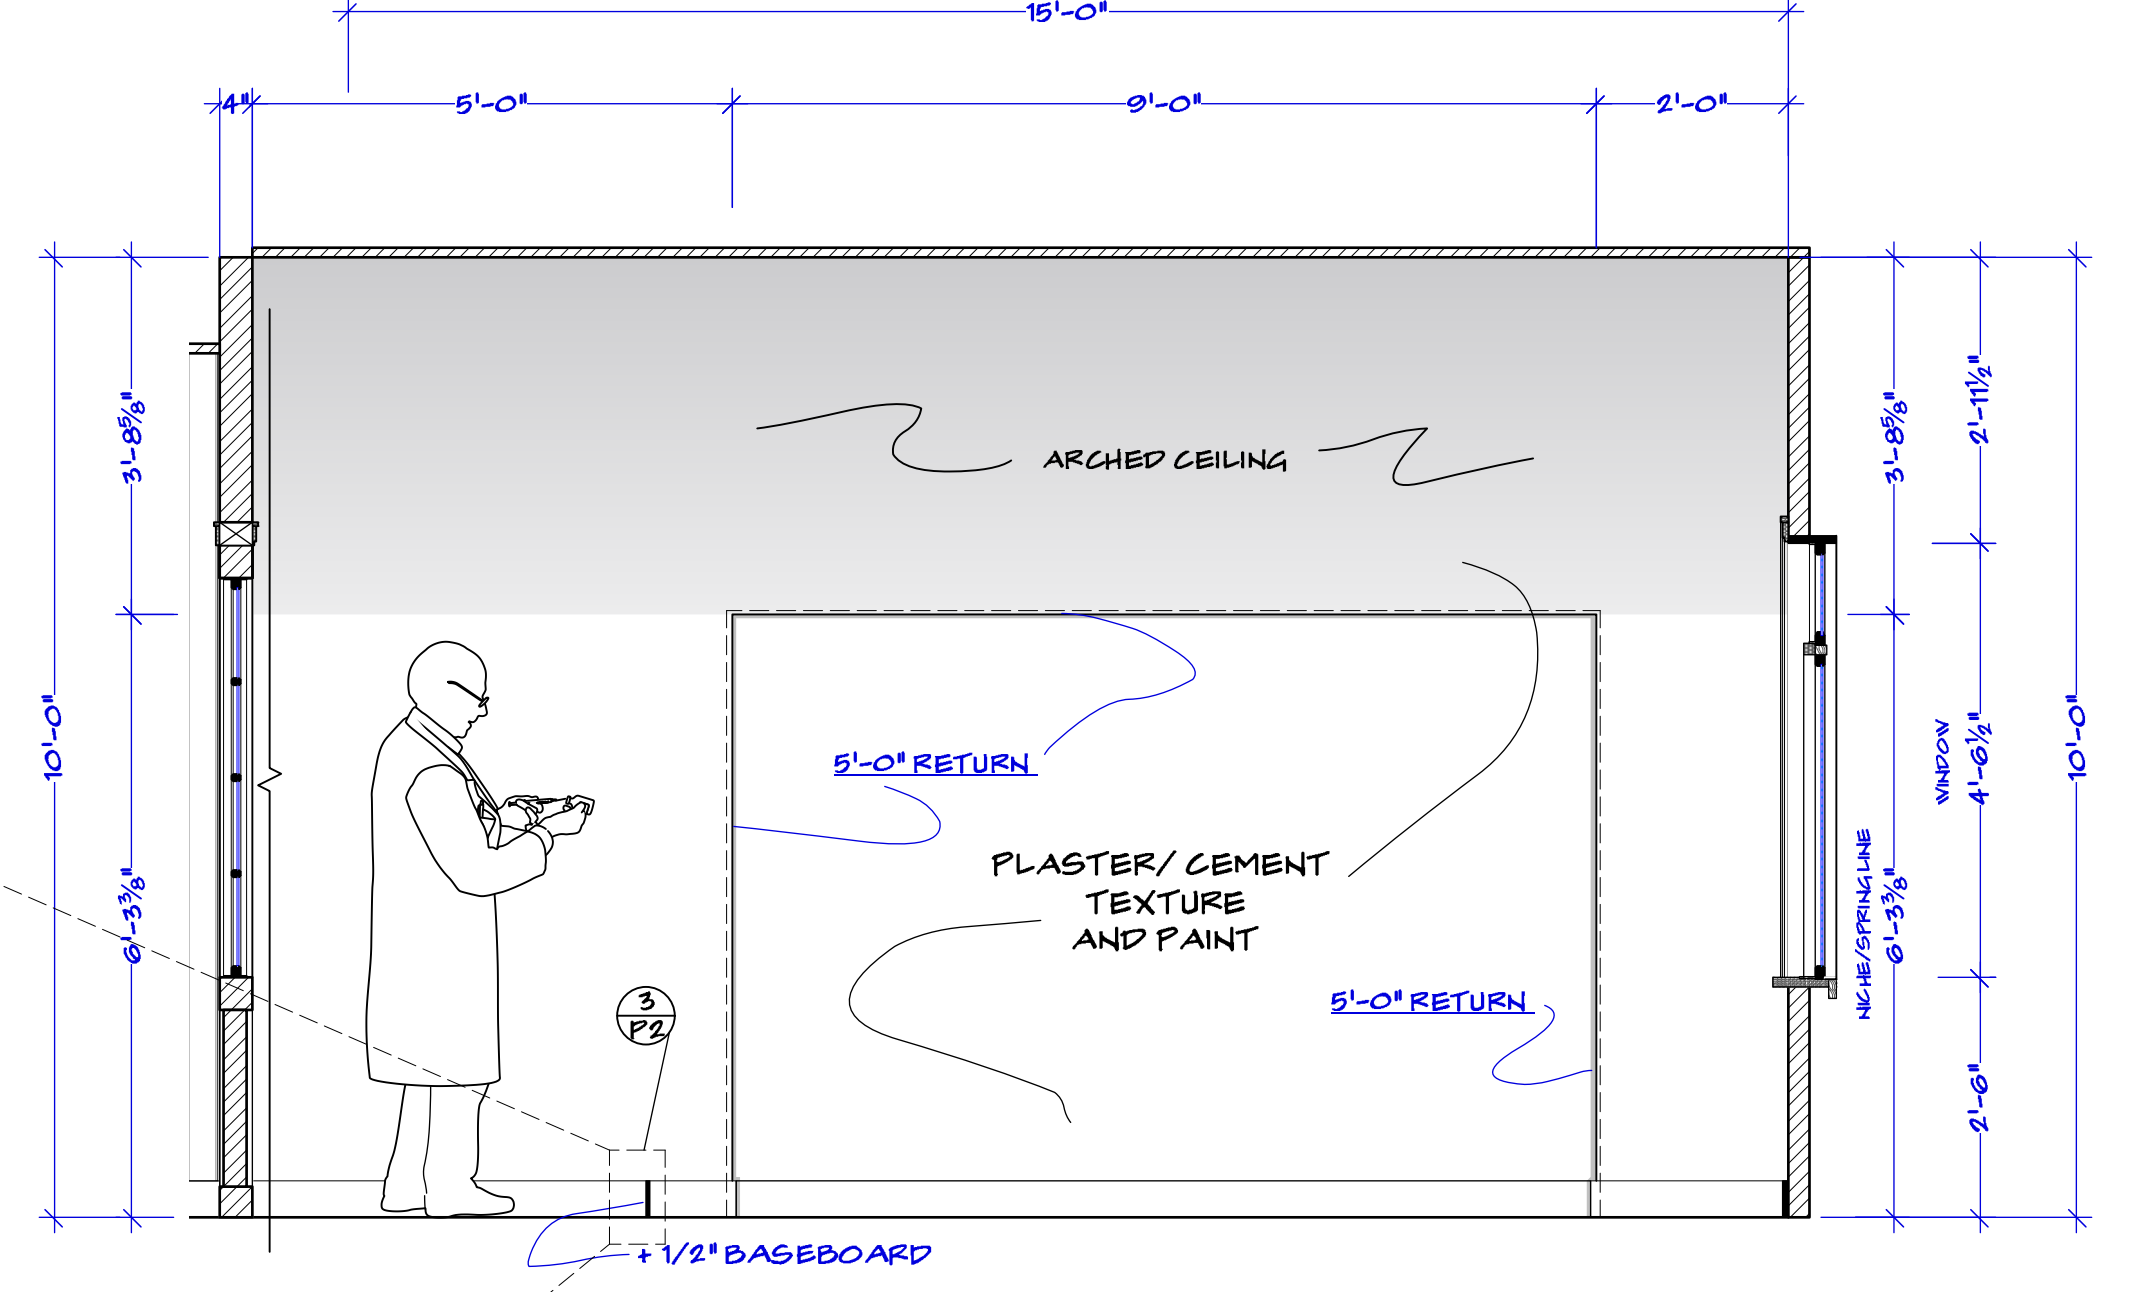 15'-0"
4"
5'-0"
9'-0"
2'-0"
10'-0"
3'-8⅝"
6'-3⅜"
ARCHED CEILING
5'-0" RETURN
PLASTER/ CEMENT
TEXTURE
AND PAINT
5'-0" RETURN
3
P2
+ 1/2" BASEBOARD
3'-8⅝"
2'-11½"
WINDOW
4'-6½"
NICHE/SPRINGLINE
6'-3⅜"
2'-6"
10'-0"